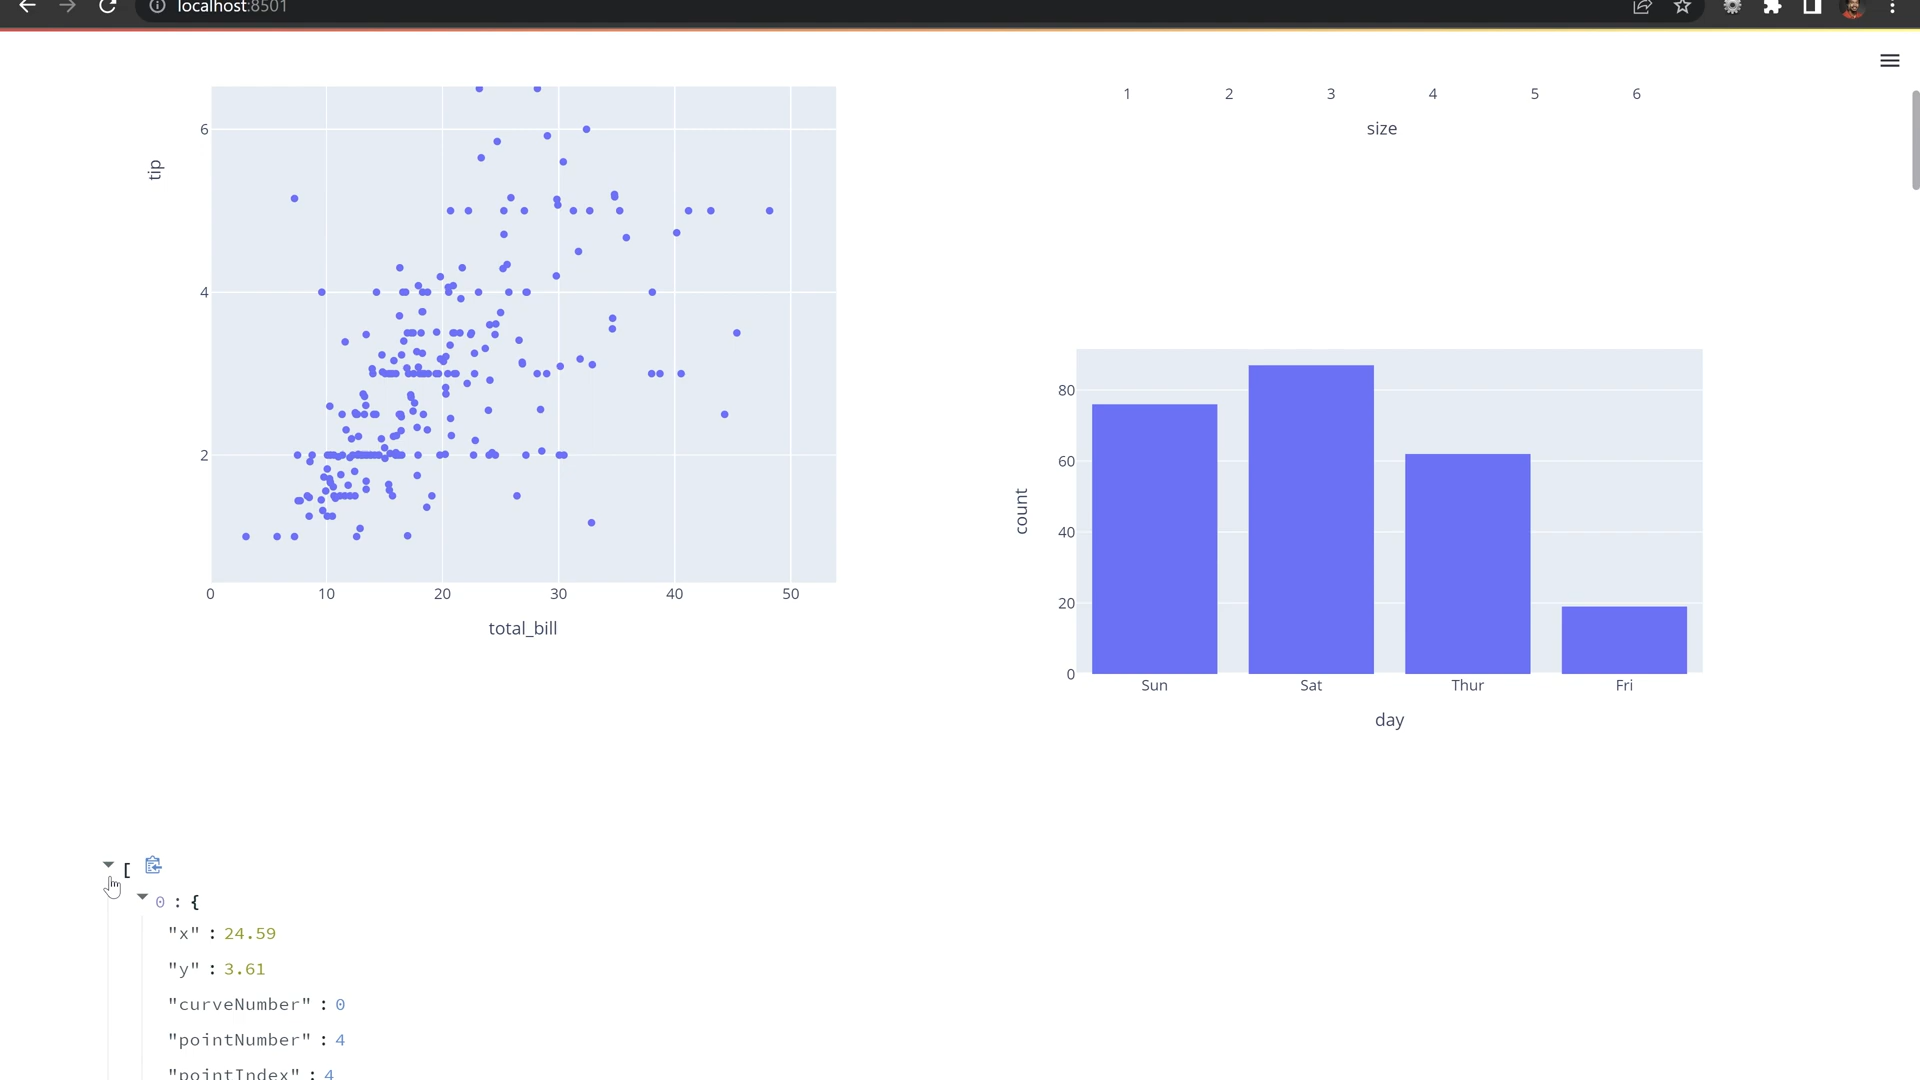 localhost:8501
6
4
2
tip
0 10 20 30 40 50
total_bill
1 2 3 4 5 6
size
80
60
40
20
0
count
Sun Sat Thur Fri
day
[
0 : {
"x" : 24.59
"y" : 3.61
"curveNumber" : 0
"pointNumber" : 4
"pointIndex" : 4